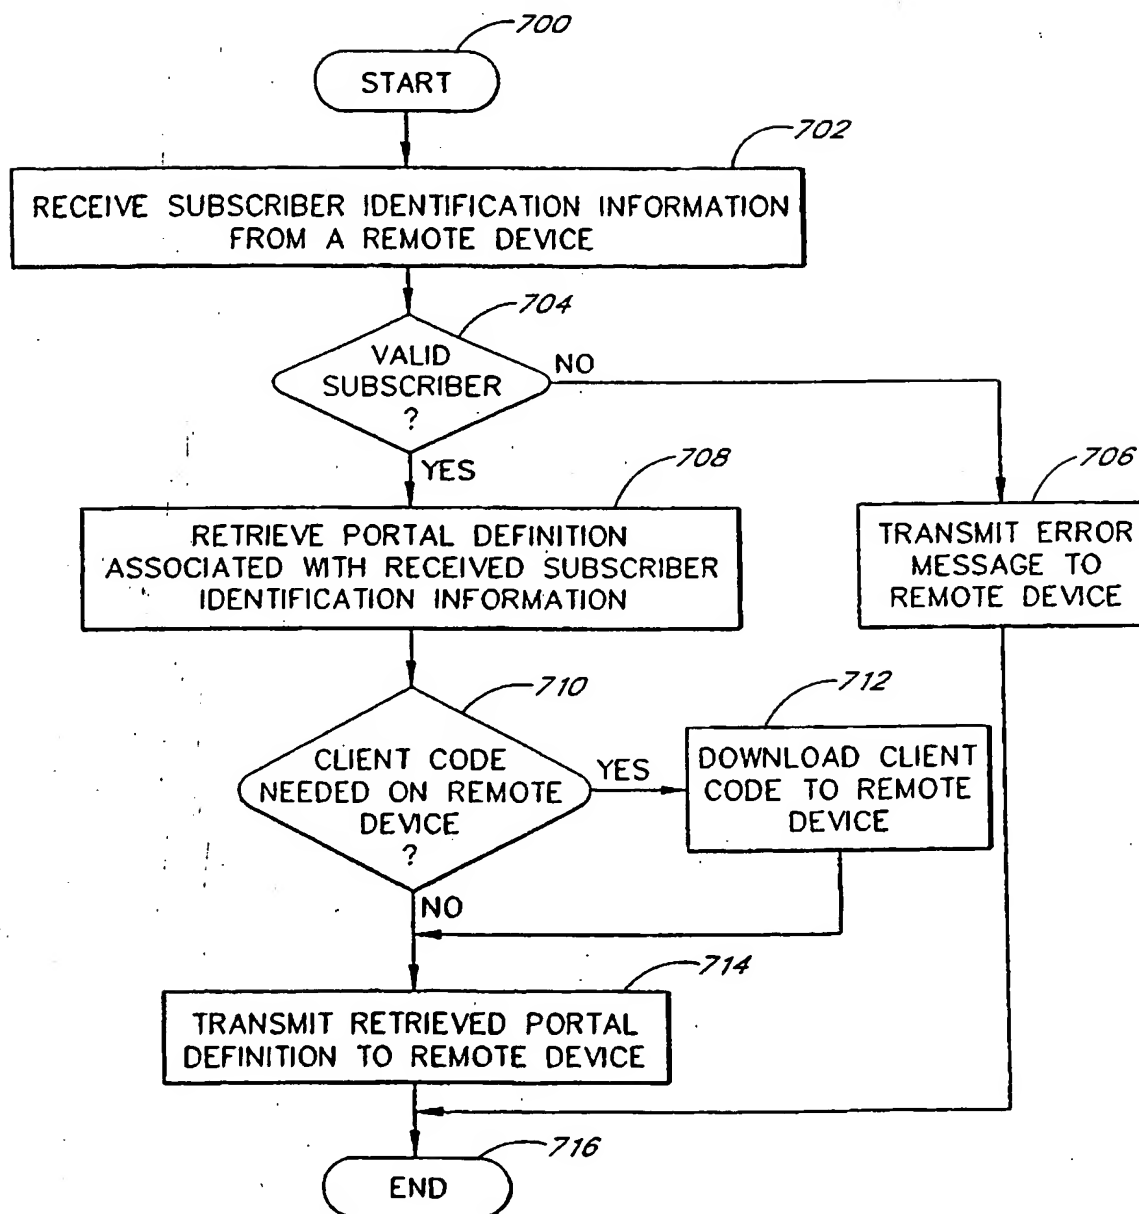 700
START
702
RECEIVE SUBSCRIBER IDENTIFICATION INFORMATION
FROM A REMOTE DEVICE
704
VALID
SUBSCRIBER
?
NO
YES
708
RETRIEVE PORTAL DEFINITION
ASSOCIATED WITH RECEIVED SUBSCRIBER
IDENTIFICATION INFORMATION
706
TRANSMIT ERROR
MESSAGE TO
REMOTE DEVICE
710
CLIENT CODE
NEEDED ON REMOTE
DEVICE
?
YES
712
DOWNLOAD CLIENT
CODE TO REMOTE
DEVICE
NO
714
TRANSMIT RETRIEVED PORTAL
DEFINITION TO REMOTE DEVICE
716
END